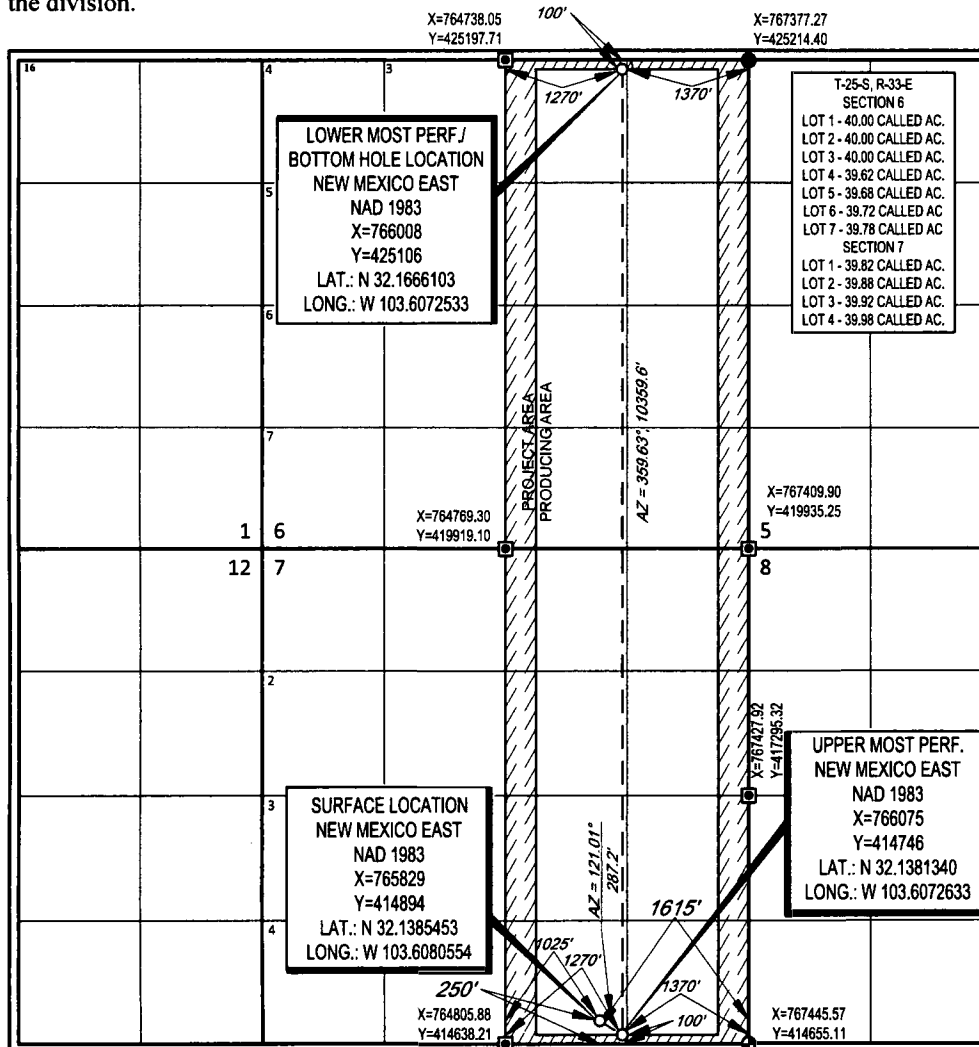 the division.
X=764738.05
Y=425197.71
100'
X=767377.27
Y=425214.40
16
4
3
1270'
1370'
T-25-S, R-33-E
SECTION 6
LOT 1 - 40.00 CALLED AC.
LOT 2 - 40.00 CALLED AC.
LOT 3 - 40.00 CALLED AC.
LOT 4 - 39.62 CALLED AC.
LOT 5 - 39.68 CALLED AC.
LOT 6 - 39.72 CALLED AC
LOT 7 - 39.78 CALLED AC
SECTION 7
LOT 1 - 39.82 CALLED AC.
LOT 2 - 39.88 CALLED AC.
LOT 3 - 39.92 CALLED AC.
LOT 4 - 39.98 CALLED AC.
LOWER MOST PERF./
BOTTOM HOLE LOCATION
NEW MEXICO EAST
NAD 1983
X=766008
Y=425106
LAT.: N 32.1666103
LONG.: W 103.6072533
5
6
7
PROJECT AREA
PRODUCING AREA
AZ = 359.63°, 10359.6'
X=764769.30
Y=419919.10
X=767409.90
Y=419935.25
1 6
5
12 7
8
2
3
4
X=767427.92
Y=417295.32
UPPER MOST PERF.
NEW MEXICO EAST
NAD 1983
X=766075
Y=414746
LAT.: N 32.1381340
LONG.: W 103.6072633
SURFACE LOCATION
NEW MEXICO EAST
NAD 1983
X=765829
Y=414894
LAT.: N 32.1385453
LONG.: W 103.6080554
AZ = 121.01°
287.2'
1615'
1025'
1270'
250'
1370'
100'
X=764805.88
Y=414638.21
X=767445.57
Y=414655.11